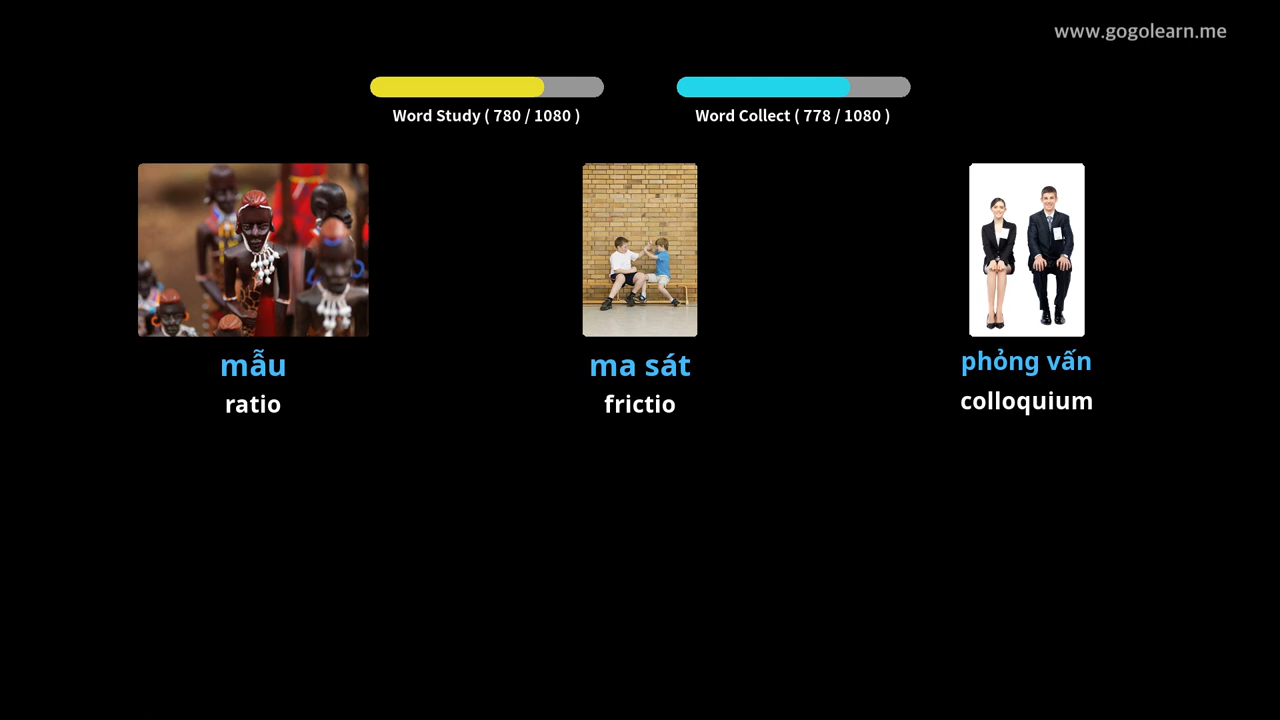 www.gogolearn.me
Word Study ( 780 / 1080 )
Word Collect ( 778 / 1080 )
mẫu
ratio
ma sát
frictio
phỏng vấn
colloquium